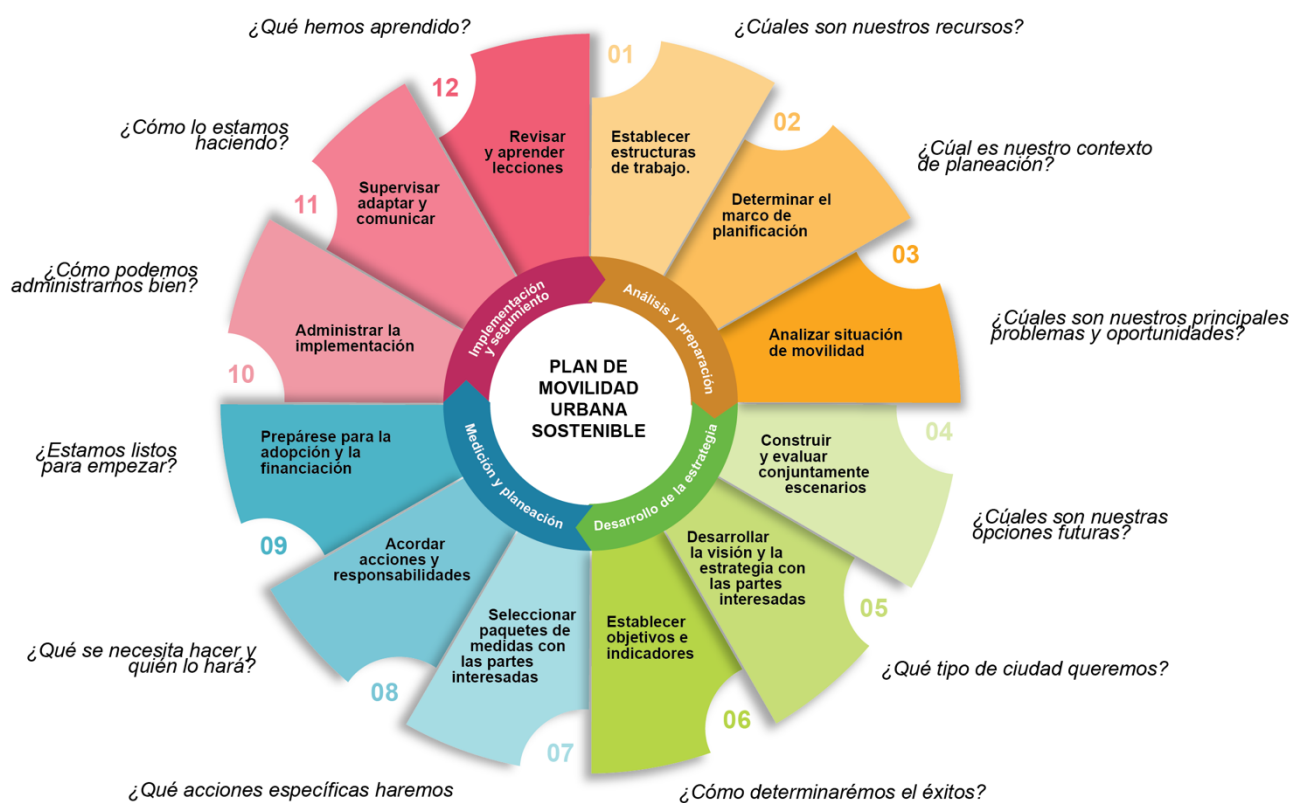 ¿Qué hemos aprendido?
¿Cúales son nuestros recursos?
01
Establecer
estructuras
de trabajo.
02
Determinar el
marco de
planificación
¿Cúal es nuestro contexto
de planeación?
03
Analizar situación
de movilidad
¿Cúales son nuestros principales
problemas y oportunidades?
04
Construir
y evaluar
conjuntamente
escenarios
¿Cúales son nuestras
opciones futuras?
05
Desarrollar
la visión y la
estrategia con
las partes
interesadas
¿Qué tipo de ciudad queremos?
06
Establecer
objetivos e
indicadores
¿Cómo determinarémos el éxitos?
07
Seleccionar
paquetes de
medidas con
las partes
interesadas
¿Qué acciones específicas haremos
08
Acordar
acciones y
responsabilidades
¿Qué se necesita hacer y
quién lo hará?
09
Prepárese para la
adopción y la
financiación
¿Estamos listos
para empezar?
10
Administrar la
implementación
¿Cómo podemos
administrarnos bien?
11
Supervisar
adaptar y
comunicar
¿Cómo lo estamos
haciendo?
12
Revisar
y aprender
lecciones
Análisis y preparación
Desarrollo de la estrategia
Medición y planeación
Implementación
y segumiento
PLAN DE
MOVILIDAD
URBANA
SOSTENIBLE